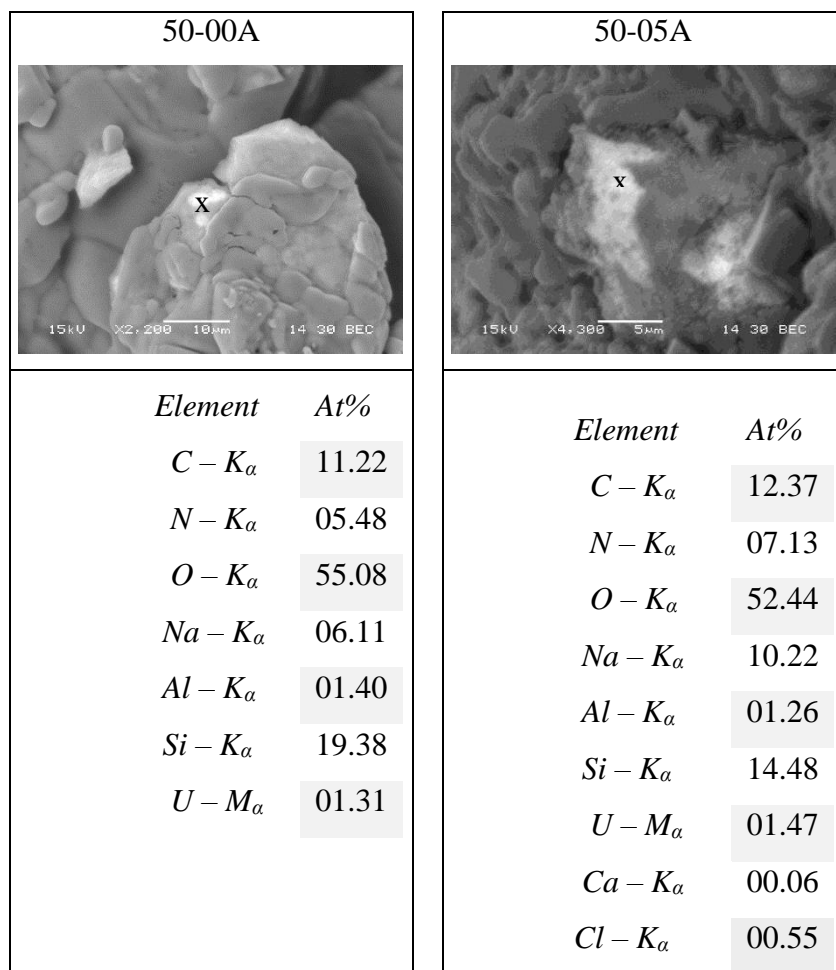 50-00A
x
15kV X2,200 10µm 14 30 BEC
Element At%
C – Kα 11.22
N – Kα 05.48
O – Kα 55.08
Na – Kα 06.11
Al – Kα 01.40
Si – Kα 19.38
U – Mα 01.31
50-05A
x
15kV X4,300 5µm 14 30 BEC
Element At%
C – Kα 12.37
N – Kα 07.13
O – Kα 52.44
Na – Kα 10.22
Al – Kα 01.26
Si – Kα 14.48
U – Mα 01.47
Ca – Kα 00.06
Cl – Kα 00.55